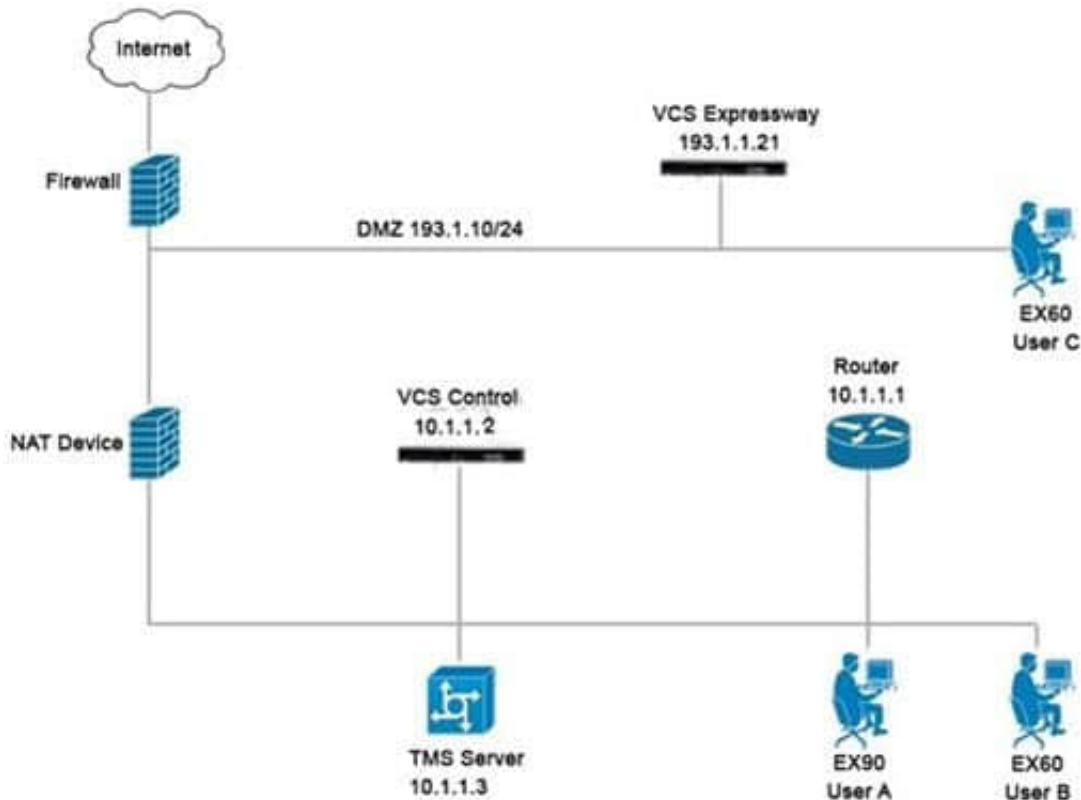 Internet
VCS Expressway
193.1.1.21
Firewall
DMZ 193.1.10/24
EX60
User C
Router
10.1.1.1
VCS Control
10.1.1.2
NAT Device
TMS Server
10.1.1.3
EX90
User A
EX60
User B